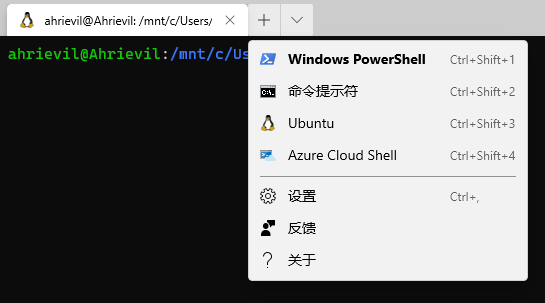 ahrievil@Ahrievil: /mnt/c/Users/
ahrievil@Ahrievil:/mnt/c/Us
Windows PowerShell Ctrl+Shift+1
命令提示符 Ctrl+Shift+2
Ubuntu Ctrl+Shift+3
Azure Cloud Shell Ctrl+Shift+4
设置 Ctrl+,
反馈
关于